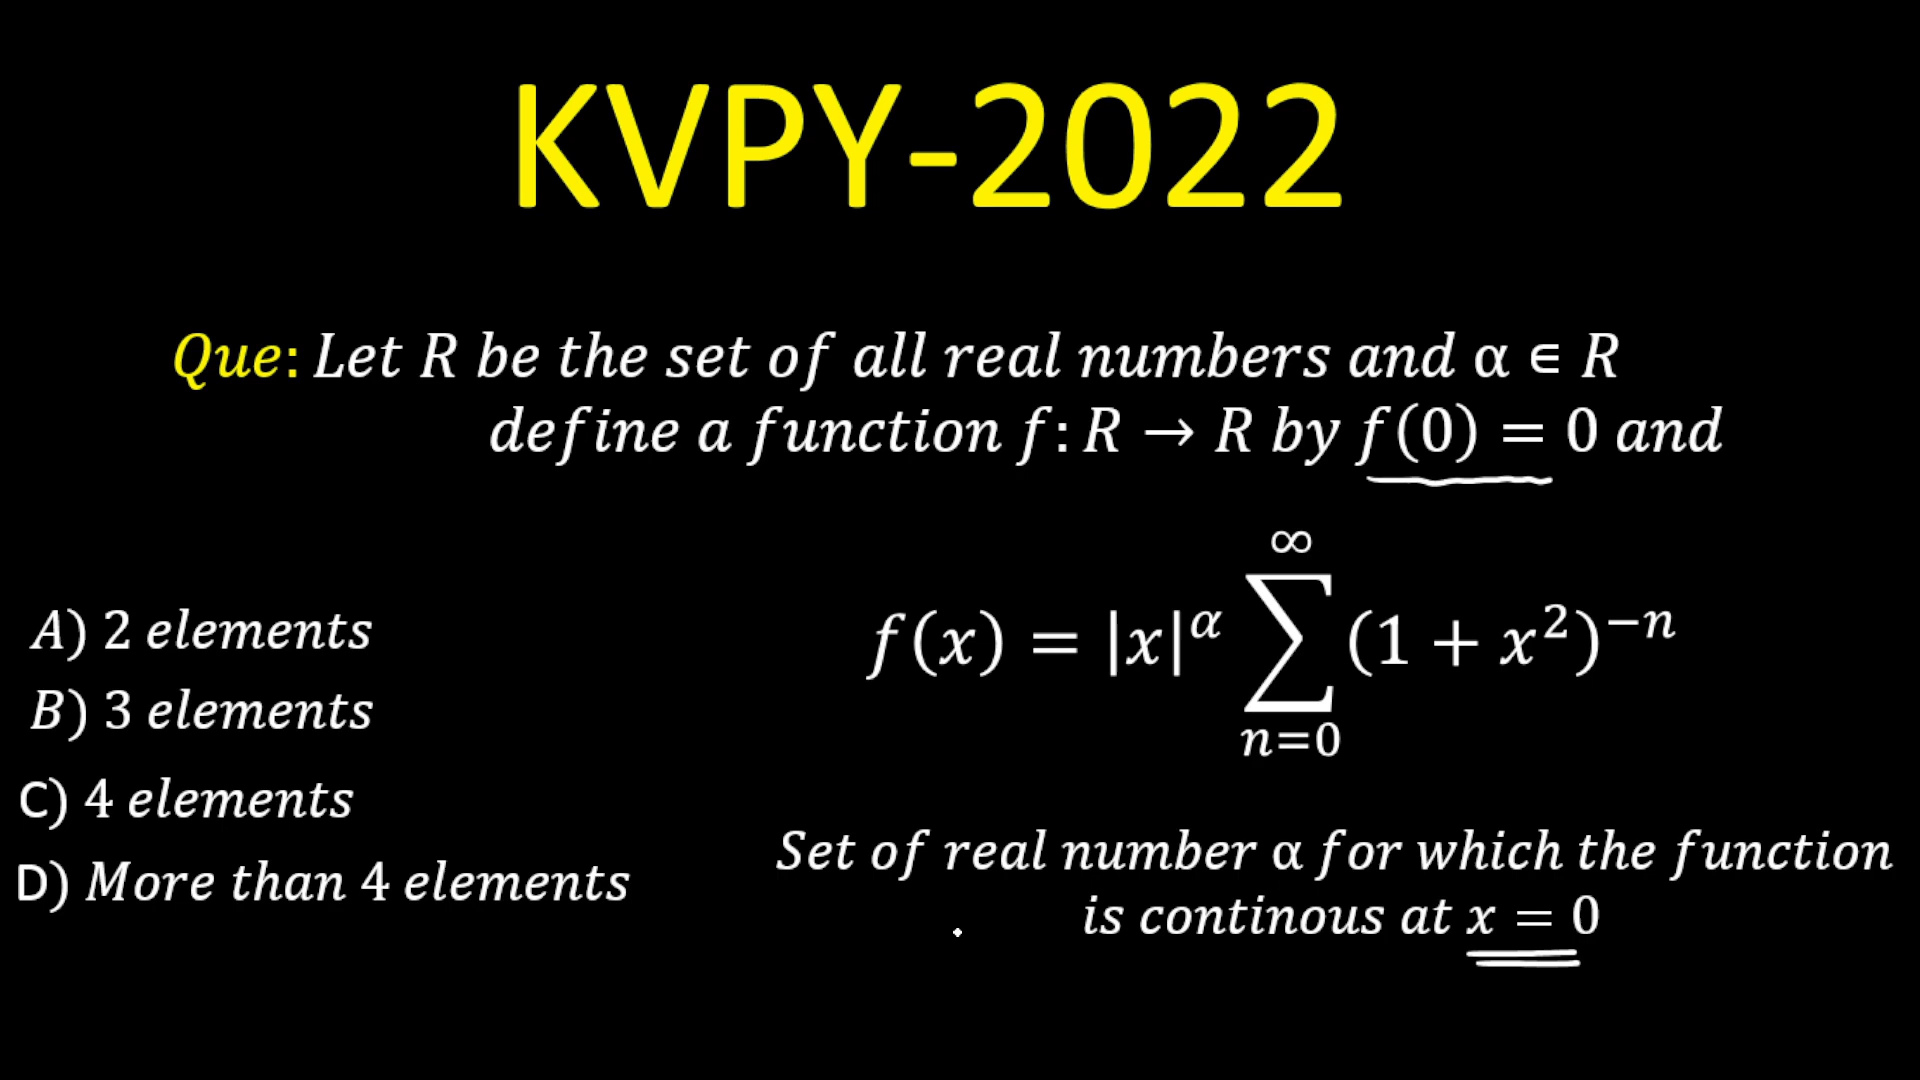 KVPY-2022
Que: Let R be the set of all real numbers and α ∈ R
define a function f: R → R by f(0) = 0 and
f(x) = |x|^α ∑_{n=0}^{∞} (1 + x²)^{−n}
A) 2 elements
B) 3 elements
C) 4 elements
D) More than 4 elements
Set of real number α for which the function
is continous at x = 0